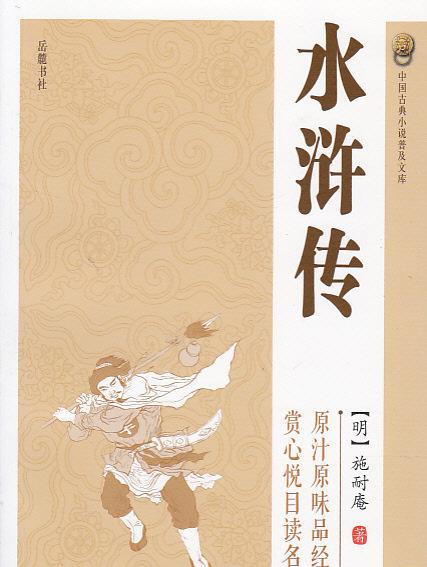 岳麓书社
水浒传
中国古典小说普及文库
【明】施耐庵 著
原汁原味品经
赏心悦目读名